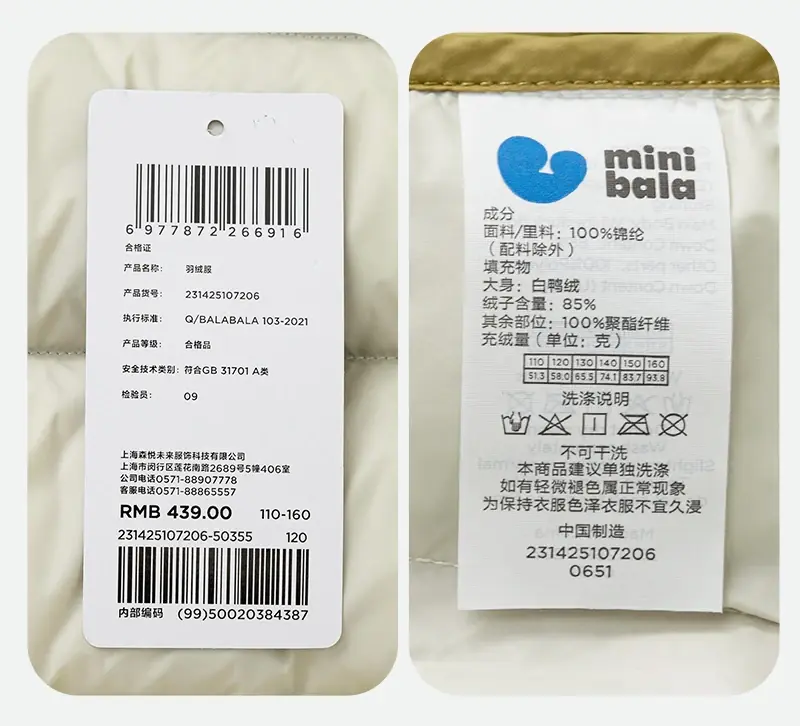 6 977872 266916
合格证
产品名称: 羽绒服
产品货号: 231425107206
执行标准: Q/BALABALA 103-2021
产品等级: 合格品
安全技术类别: 符合GB 31701 A类
检验员: 09
上海森悦未来服饰科技有限公司
上海市闵行区莲花南路2689号5幢406室
公司电话0571-88907778
客服电话0571-88865557
RMB 439.00 110-160
231425107206-50355 120
内部编码 (99)50020384387
mini
bala
成分
面料/里料: 100%锦纶
(配料除外)
填充物
大身: 白鸭绒
绒子含量: 85%
其余部位: 100%聚酯纤维
充绒量(单位: 克)
110 120 130 140 150 160
51.3 58.0 65.5 74.1 83.7 93.8
洗涤说明
不可干洗
本商品建议单独洗涤
如有轻微褪色属正常现象
为保持衣服色泽衣服不宜久浸
中国制造
231425107206
0651